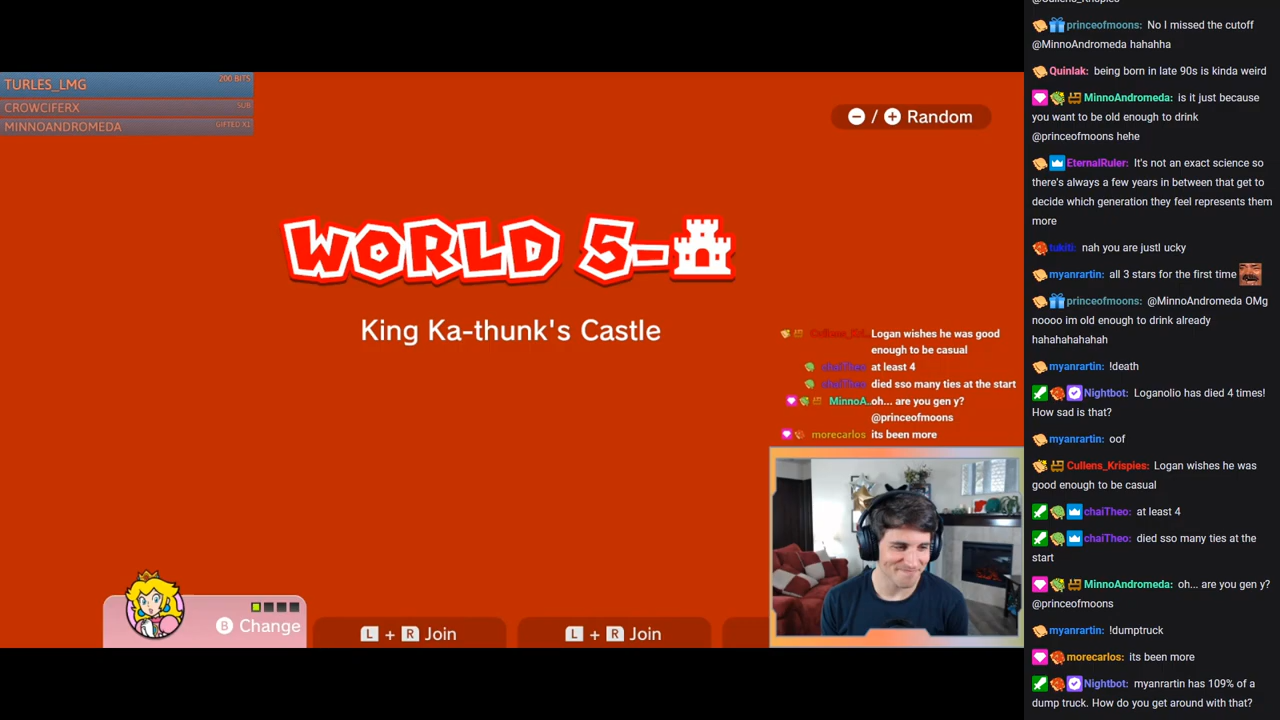 TURLES_LMG
200 BITS
CROWCIFERX
SUB
MINNOANDROMEDA
GIFTED X1
- / + Random
WORLD 5-
King Ka-thunk's Castle
Cullens_Kri.. Logan wishes he was good
enough to be casual
chaiTheo at least 4
chaiTheo died sso many ties at the start
MinnoA.. oh... are you gen y?
@princeofmoons
morecarlos its been more
B Change
L + R Join
L + R Join
@Cullens_Krispies
princeofmoons: No I missed the cutoff
@MinnoAndromeda hahahha
Quinlak: being born in late 90s is kinda weird
MinnoAndromeda: is it just because
you want to be old enough to drink
@princeofmoons hehe
EternalRuler: It's not an exact science so
there's always a few years in between that get to
decide which generation they feel represents them
more
tukiti: nah you are justl ucky
myanrartin: all 3 stars for the first time
princeofmoons: @MinnoAndromeda OMg
noooo im old enough to drink already
hahahahahahah
myanrartin: !death
Nightbot: Loganolio has died 4 times!
How sad is that?
myanrartin: oof
Cullens_Krispies: Logan wishes he was
good enough to be casual
chaiTheo: at least 4
chaiTheo: died sso many ties at the
start
MinnoAndromeda: oh... are you gen y?
@princeofmoons
myanrartin: !dumptruck
morecarlos: its been more
Nightbot: myanrartin has 109% of a
dump truck. How do you get around with that?